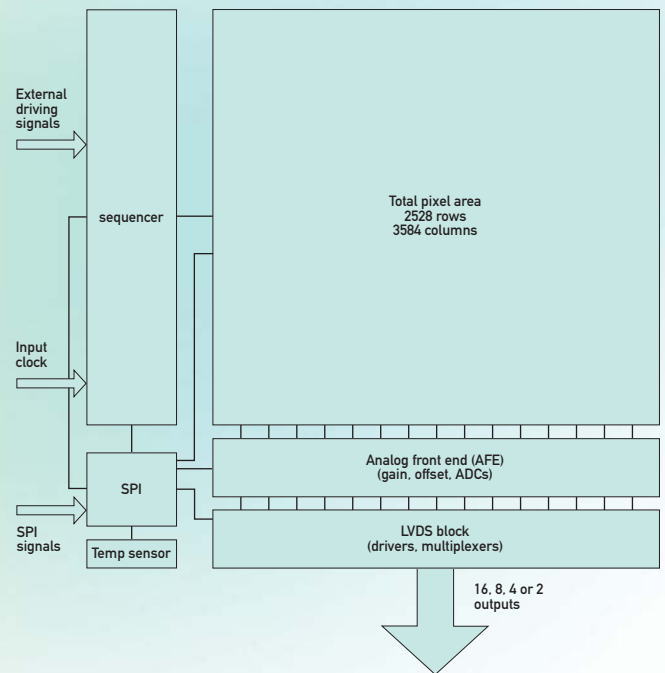 External
driving
signals
sequencer
Total pixel area
2528 rows
3584 columns
Input
clock
Analog front end (AFE)
(gain, offset, ADCs)
SPI
SPI
signals
LVDS block
(drivers, multiplexers)
Temp sensor
16, 8, 4 or 2
outputs